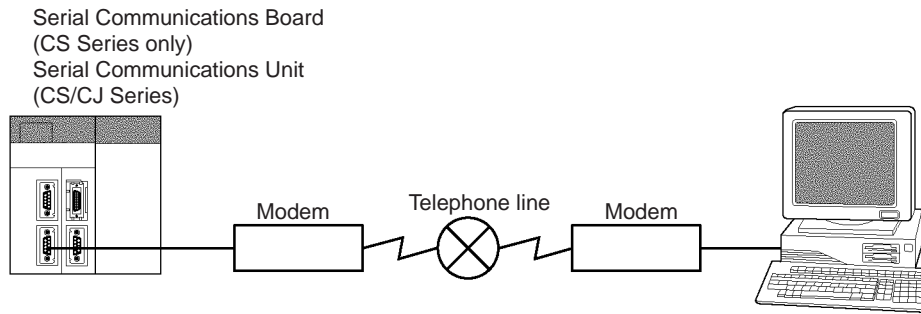 Serial Communications Board
(CS Series only)
Serial Communications Unit
(CS/CJ Series)
Modem
Telephone line
Modem